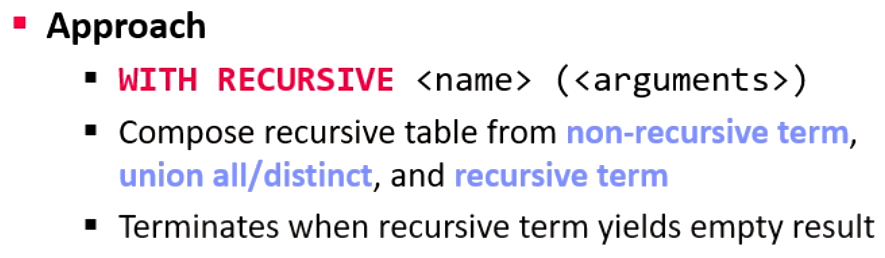 Approach
WITH RECURSIVE <name> (<arguments>)
Compose recursive table from non-recursive term,
union all/distinct, and recursive term
Terminates when recursive term yields empty result